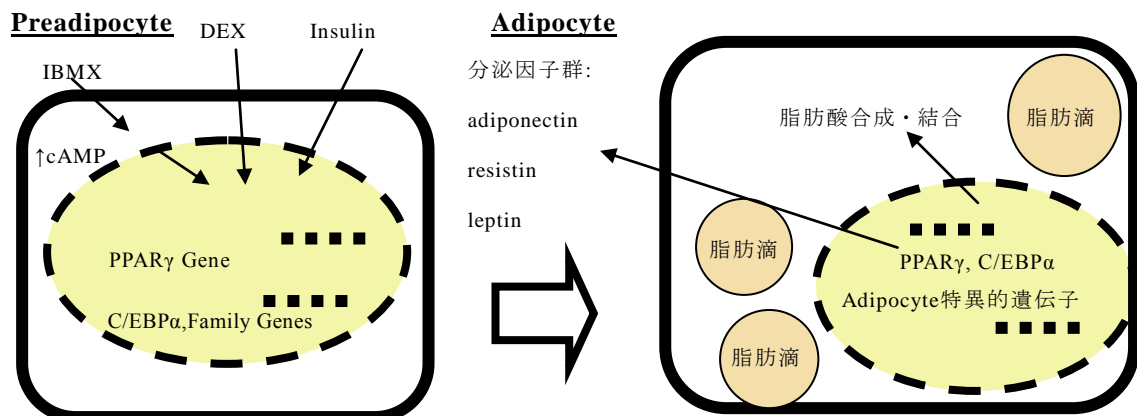 Preadipocyte
DEX
Insulin
IBMX
↑cAMP
PPARγ Gene
C/EBPα,Family Genes
Adipocyte
分泌因子群:
adiponectin
resistin
leptin
脂肪酸合成・結合
脂肪滴
脂肪滴
脂肪滴
PPARγ, C/EBPα
Adipocyte特異的遺伝子